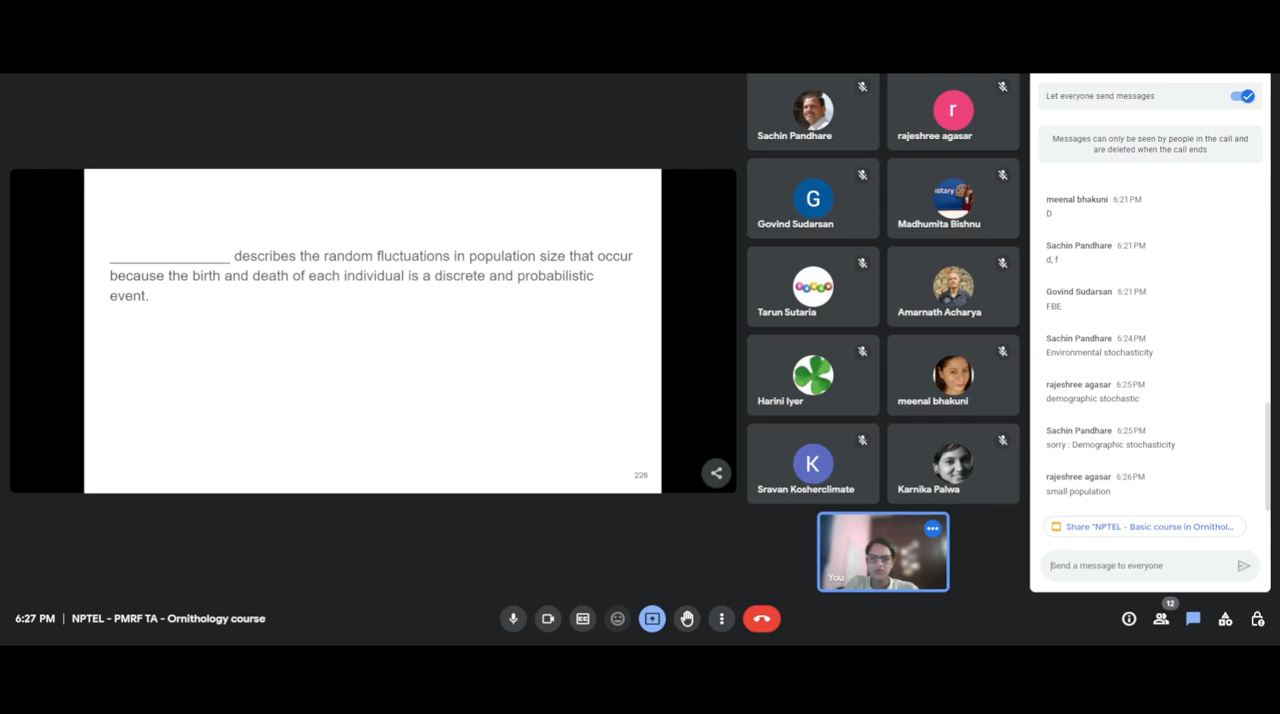 ________________ describes the random fluctuations in population size that occur
because the birth and death of each individual is a discrete and probabilistic
event.
226
Sachin Pandhare
r
rajeshree agasar
G
Govind Sudarsan
otary
Madhumita Bishnu
Tarun Sutaria
Amarnath Acharya
Harini Iyer
meenal bhakuni
K
Sravan Kosherclimate
Karnika Palwa
You
Let everyone send messages
Messages can only be seen by people in the call and
are deleted when the call ends
meenal bhakuni 6:21 PM
D
Sachin Pandhare 6:21 PM
d, f
Govind Sudarsan 6:21 PM
FBE
Sachin Pandhare 6:24 PM
Environmental stochasticity
rajeshree agasar 6:25 PM
demographic stochastic
Sachin Pandhare 6:25 PM
sorry : Demographic stochasticity
rajeshree agasar 6:26 PM
small population
Share "NPTEL - Basic course in Ornithol...
Send a message to everyone
6:27 PM | NPTEL - PMRF TA - Ornithology course
12